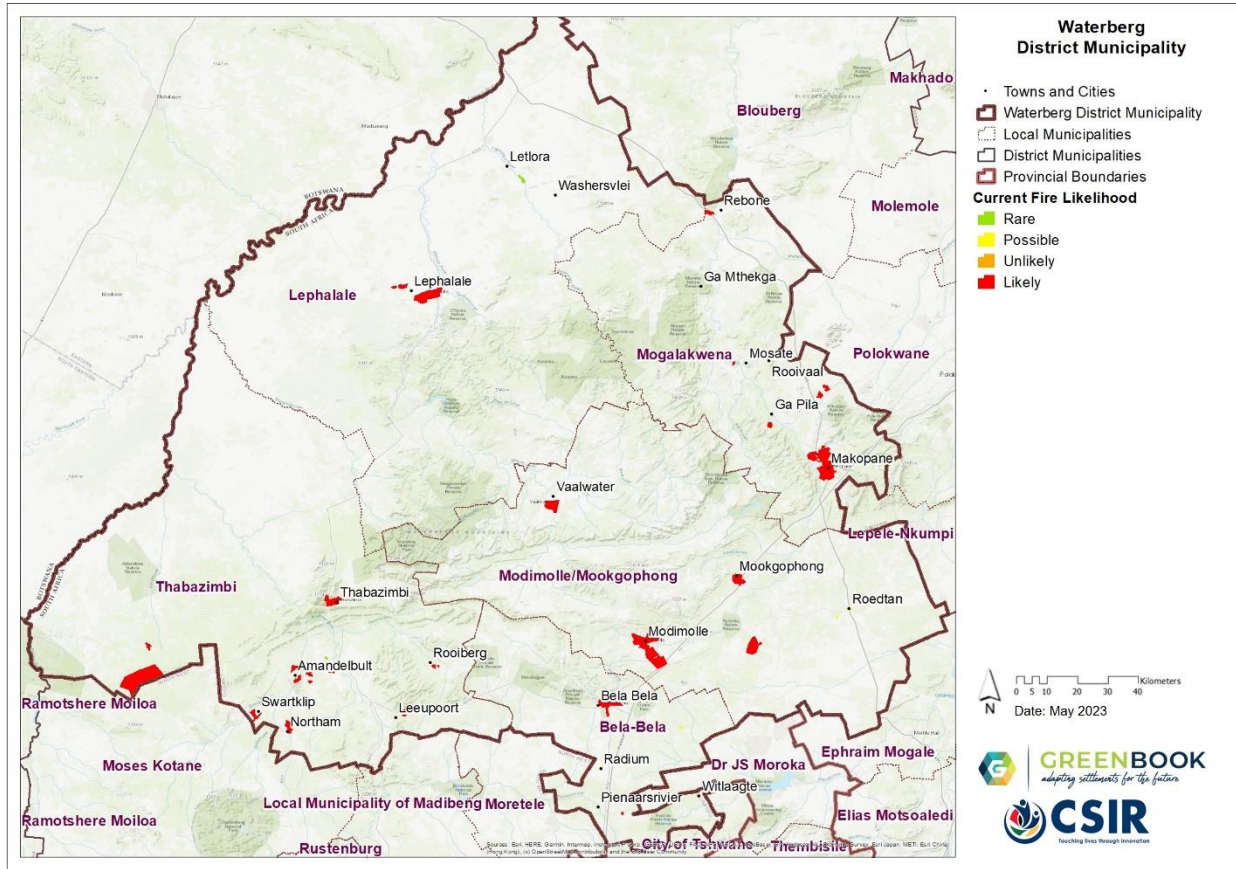 Waterberg
District Municipality
Towns and Cities
Waterberg District Municipality
Local Municipalities
District Municipalities
Provincial Boundaries
Current Fire Likelihood
Rare
Possible
Unlikely
Likely
Makhado
Blouberg
Letlora
Washersvlei
Rebone
Molemole
BOTSWANA
SOUTH AFRICA
Ga Mthekga
Lephalale
Lephalale
Mogalakwena
Mosate
Rooivaal
Polokwane
Ga Pila
Makopane
Vaalwater
Lepele-Nkumpi
Modimolle/Mookgophong
Mookgophong
Thabazimbi
Thabazimbi
BOTSWANA
SOUTH AFRICA
Roedtan
Modimolle
Rooiberg
Amandelbult
Ramotshere Moiloa
Swartklip
Leeupoort
Bela Bela
Bela-Bela
Northam
Ephraim Mogale
Dr JS Moroka
Moses Kotane
Radium
Witlaagte
Local Municipality of Madibeng
Moretele
Pienaarsrivier
Elias Motsoaledi
Ramotshere Moiloa
Rustenburg
City of Tshwane
Thembisile
N
0 5 10 20 30 40
Kilometers
Date: May 2023
G
GREENBOOK
adapting settlements for the future
CSIR
Touching lives through innovation